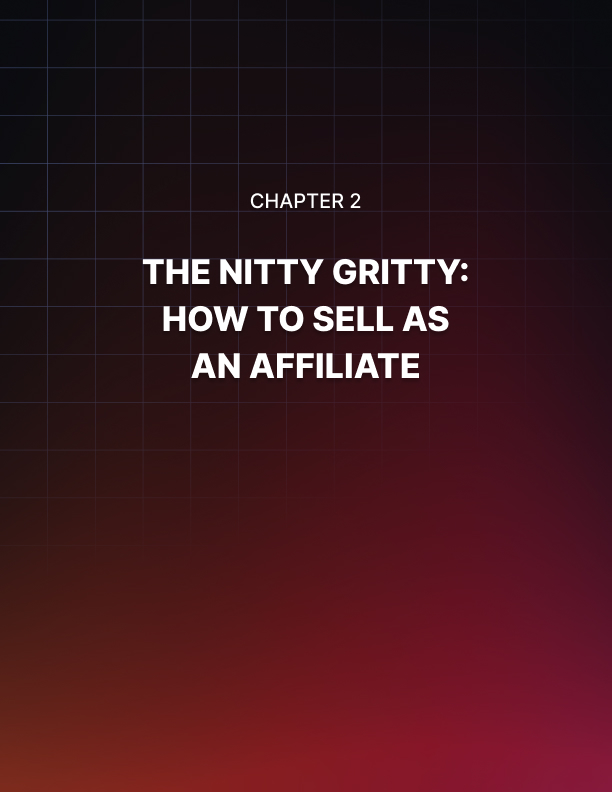 CHAPTER 2
THE NITTY GRITTY:
HOW TO SELL AS
AN AFFILIATE